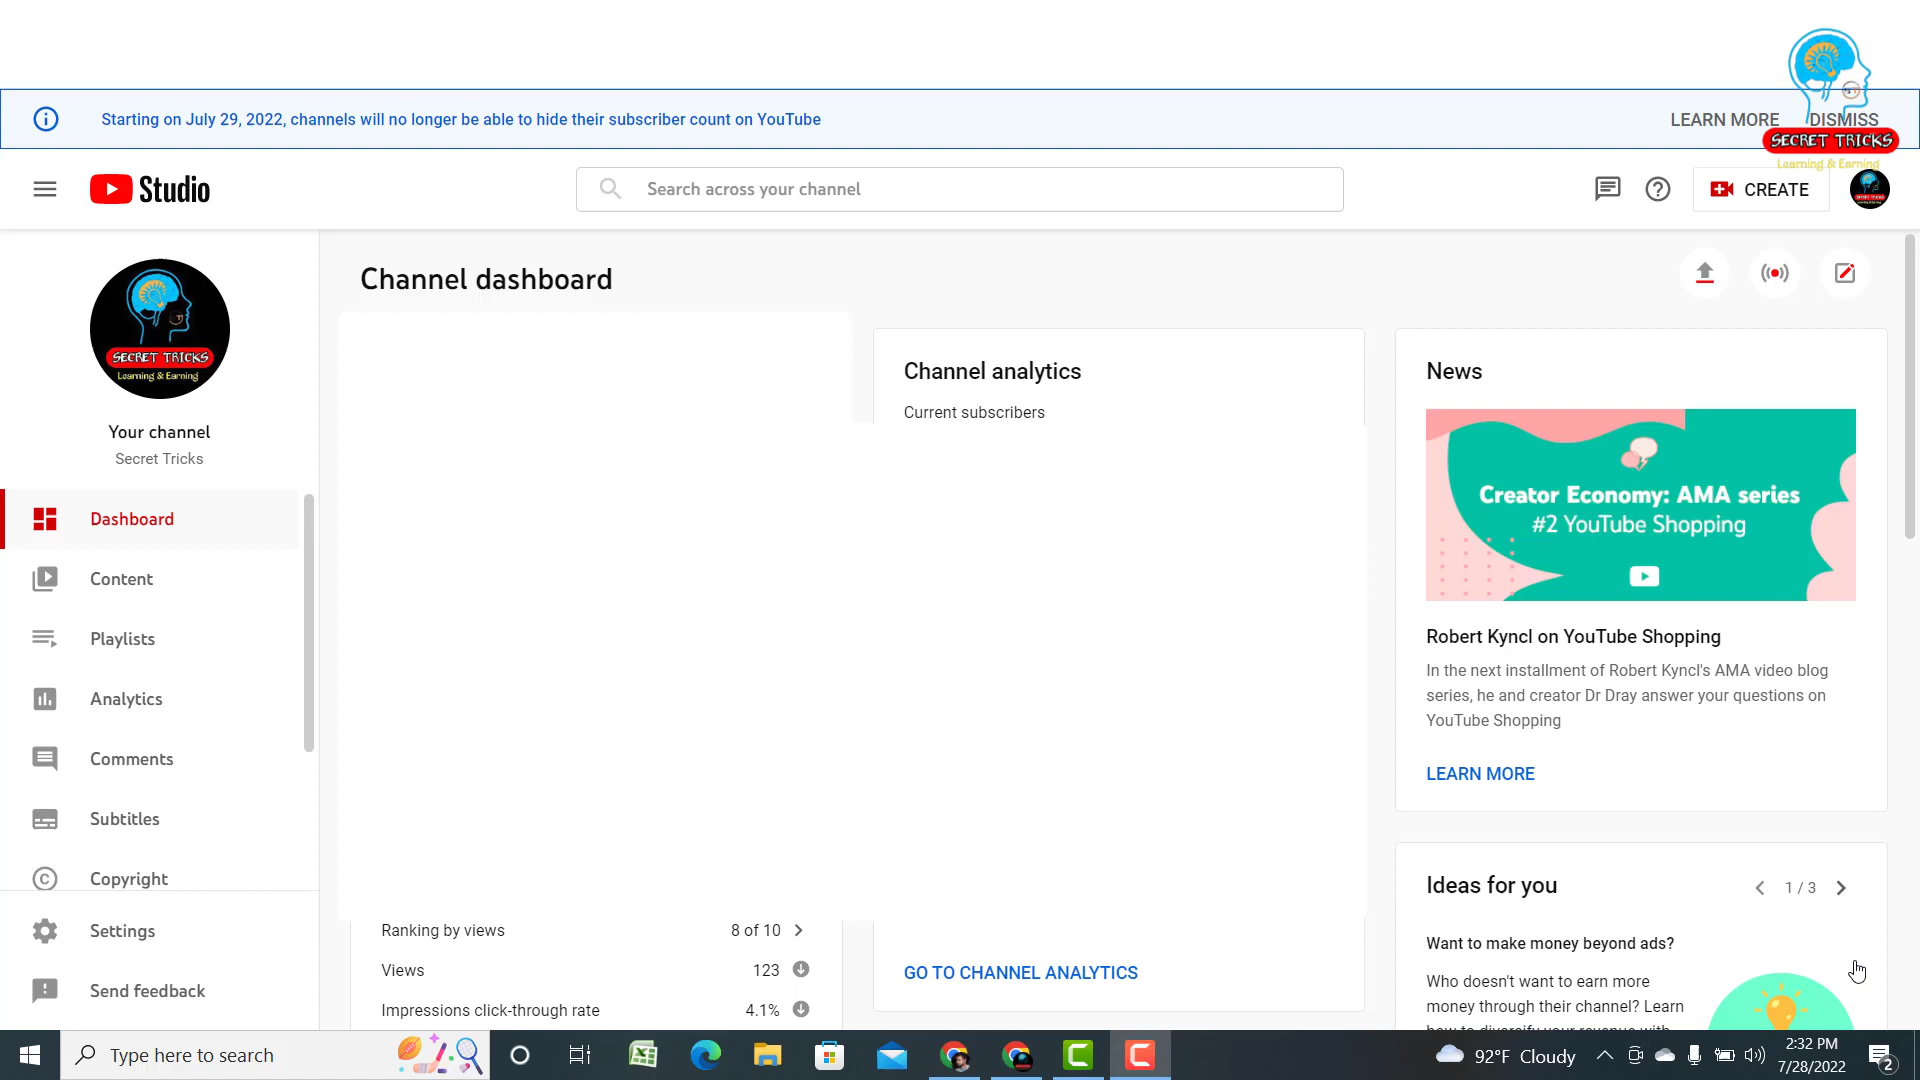 Starting on July 29, 2022, channels will no longer be able to hide their subscriber count on YouTube
LEARN MORE
DISMISS
SECRET TRICKS
Learning & Earning
Studio
Search across your channel
CREATE
SECRET TRICKS
Learning & Earning
Your channel
Secret Tricks
Dashboard
Content
Playlists
Analytics
Comments
Subtitles
Copyright
Settings
Send feedback
Channel dashboard
Ranking by views 8 of 10
Views 123
Impressions click-through rate 4.1%
Channel analytics
Current subscribers
GO TO CHANNEL ANALYTICS
News
Creator Economy: AMA series
#2 YouTube Shopping
Robert Kyncl on YouTube Shopping
In the next installment of Robert Kyncl's AMA video blog
series, he and creator Dr Dray answer your questions on
YouTube Shopping
LEARN MORE
Ideas for you
1 / 3
Want to make money beyond ads?
Who doesn't want to earn more
money through their channel? Learn
how to diversify your revenue with
Type here to search
92°F Cloudy
2:32 PM
7/28/2022
2